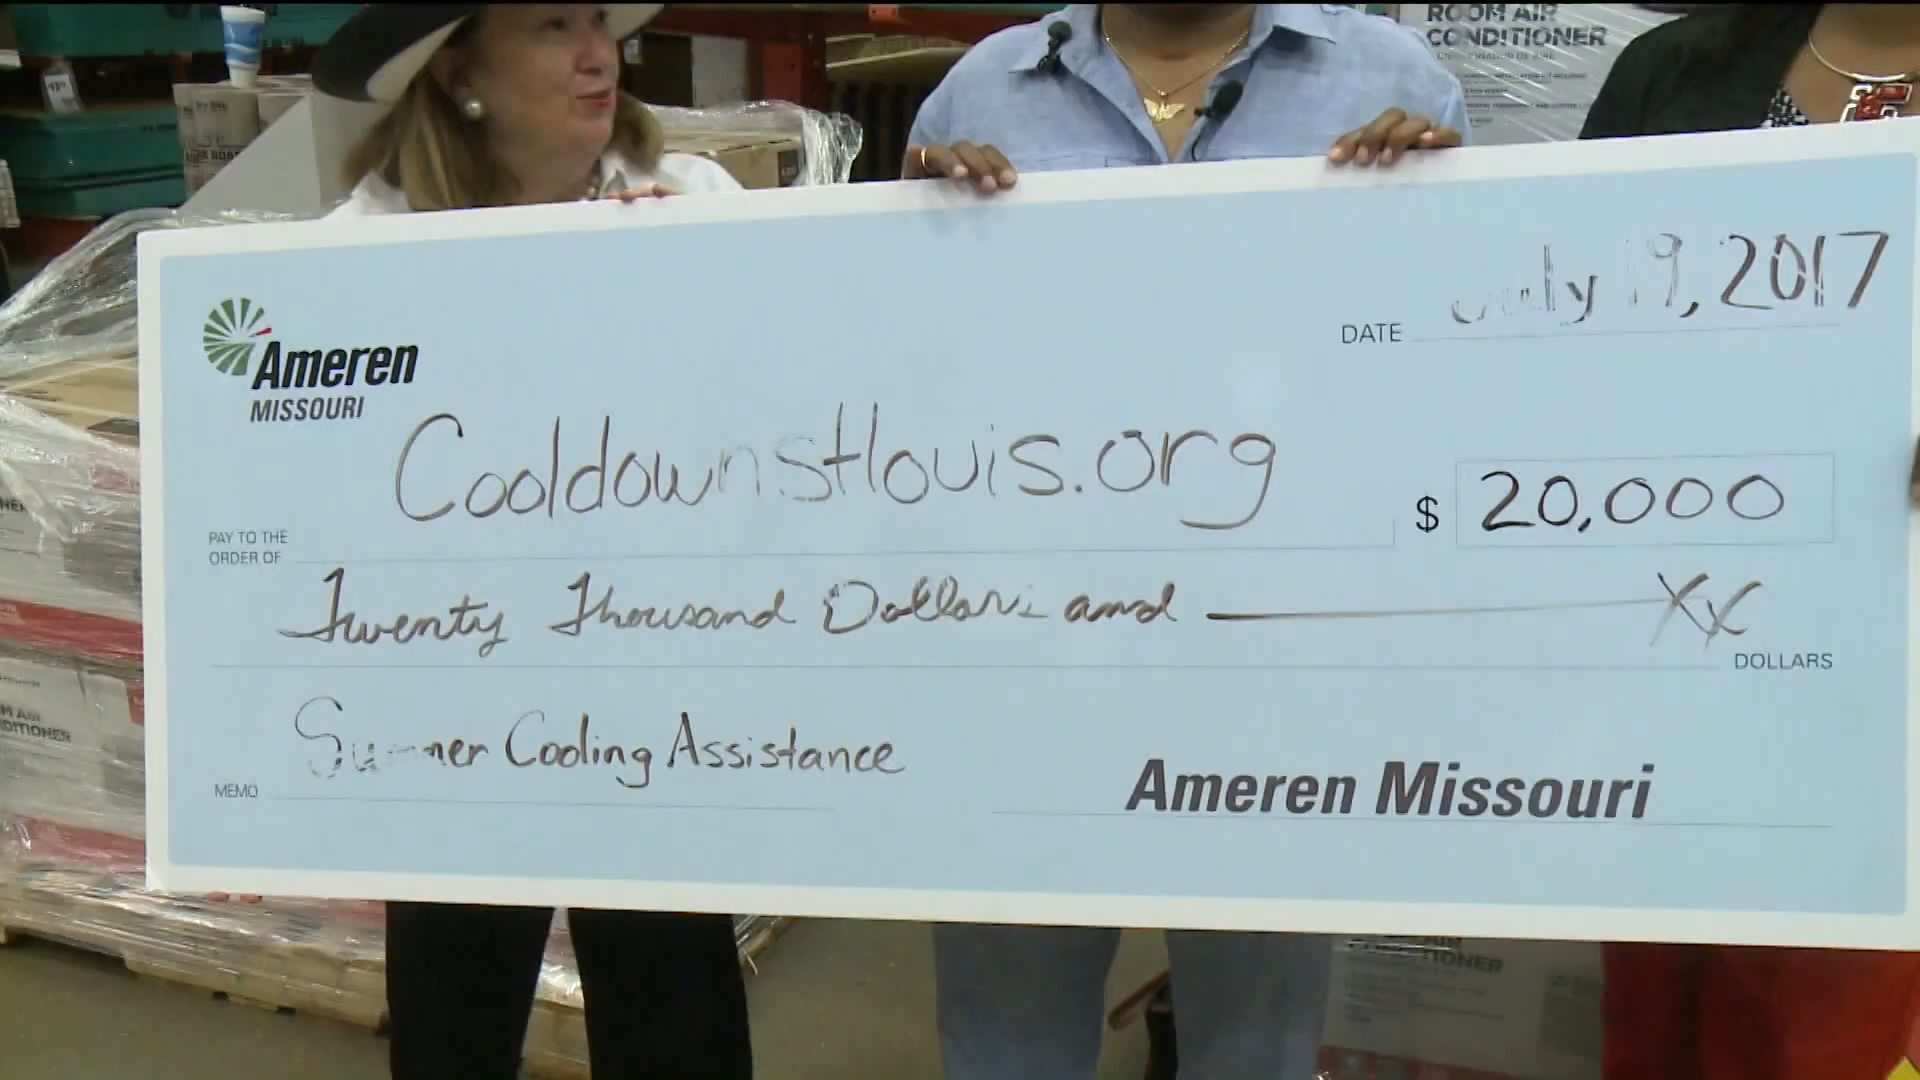 ROOM AIR
CONDITIONER
July 19, 2017
DATE
Ameren
MISSOURI
Cooldownstlouis.org
$ 20,000
PAY TO THE
ORDER OF
Twenty Thousand Dollars and XX
DOLLARS
Summer Cooling Assistance
MEMO
Ameren Missouri